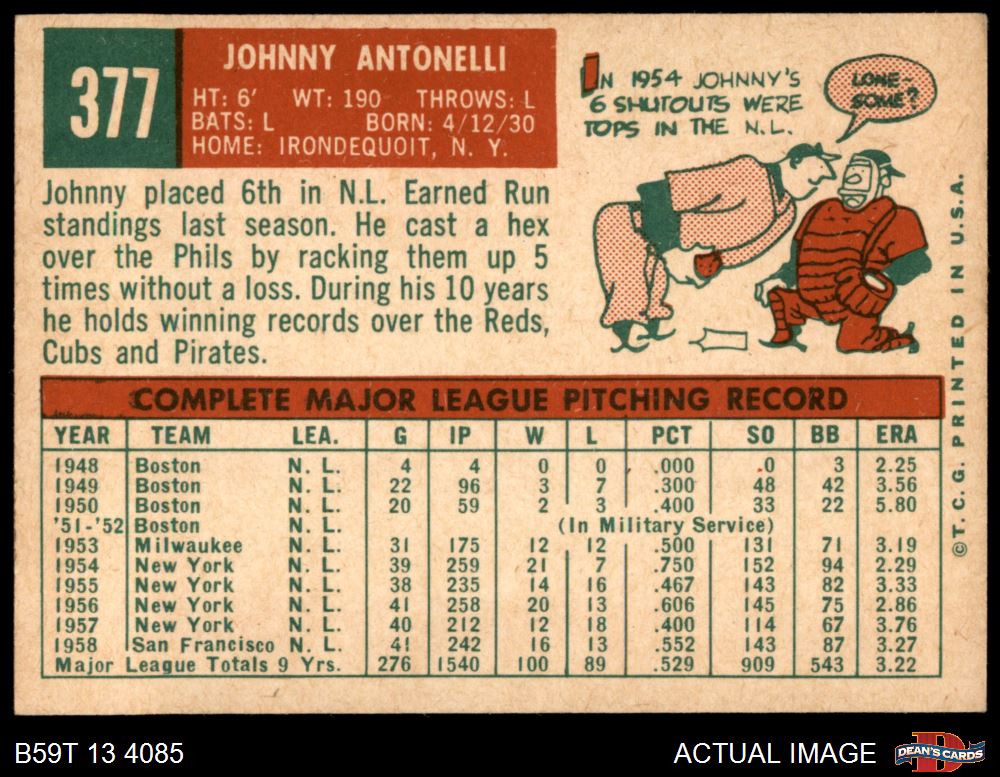 377
JOHNNY ANTONELLI
HT: 6' WT: 190 THROWS: L
BATS: L BORN: 4/12/30
HOME: IRONDEQUOIT, N. Y.
IN 1954 JOHNNY'S
6 SHUTOUTS WERE
TOPS IN THE N.L.
LONE-
SOME?
Johnny placed 6th in N.L. Earned Run
standings last season. He cast a hex
over the Phils by racking them up 5
times without a loss. During his 10 years
he holds winning records over the Reds,
Cubs and Pirates.
COMPLETE MAJOR LEAGUE PITCHING RECORD
YEAR TEAM LEA. G IP W L PCT SO BB ERA
1948 Boston N. L. 4 4 0 0 .000 .0 3 2.25
1949 Boston N. L. 22 96 3 7 .300 48 42 3.56
1950 Boston N. L. 20 59 2 3 .400 33 22 5.80
'51-'52 Boston N. L. (In Military Service)
1953 Milwaukee N. L. 31 175 12 12 .500 131 71 3.19
1954 New York N. L. 39 259 21 7 .750 152 94 2.29
1955 New York N. L. 38 235 14 16 .467 143 82 3.33
1956 New York N. L. 41 258 20 13 .606 145 75 2.86
1957 New York N. L. 40 212 12 18 .400 114 67 3.76
1958 San Francisco N. L. 41 242 16 13 .552 143 87 3.27
Major League Totals 9 Yrs. 276 1540 100 89 .529 909 543 3.22
© T. C. G. PRINTED IN U.S.A.
B59T 13 4085
ACTUAL IMAGE
D
DEAN'S CARDS